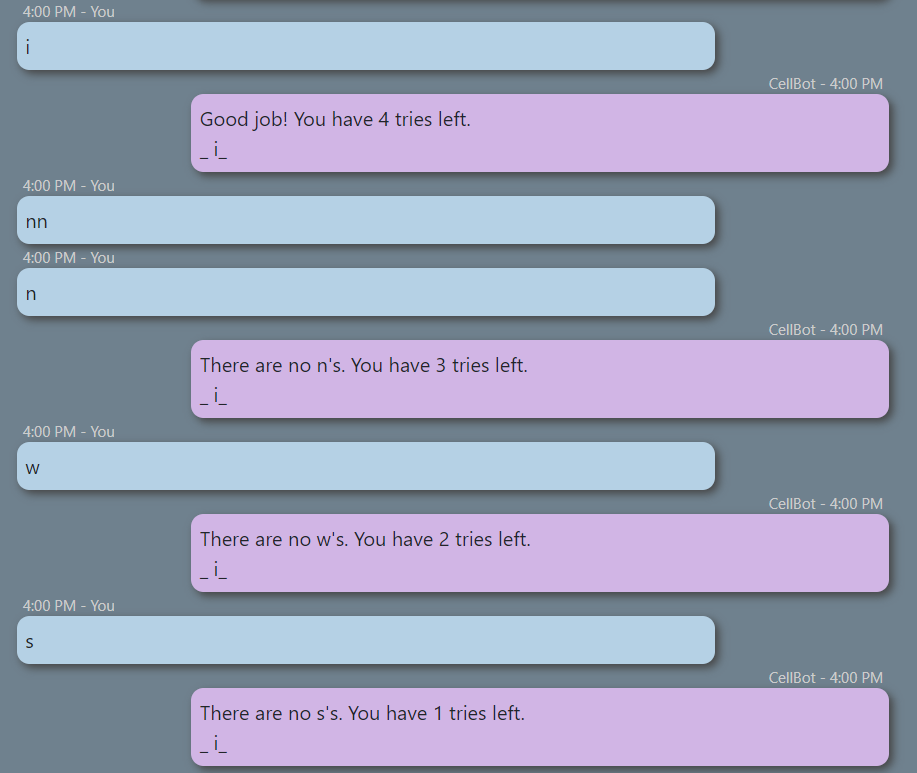 4:00 PM - You
i
CellBot - 4:00 PM
Good job! You have 4 tries left.
_ i_
4:00 PM - You
nn
4:00 PM - You
n
CellBot - 4:00 PM
There are no n's. You have 3 tries left.
_ i_
4:00 PM - You
w
CellBot - 4:00 PM
There are no w's. You have 2 tries left.
_ i_
4:00 PM - You
s
CellBot - 4:00 PM
There are no s's. You have 1 tries left.
_ i_